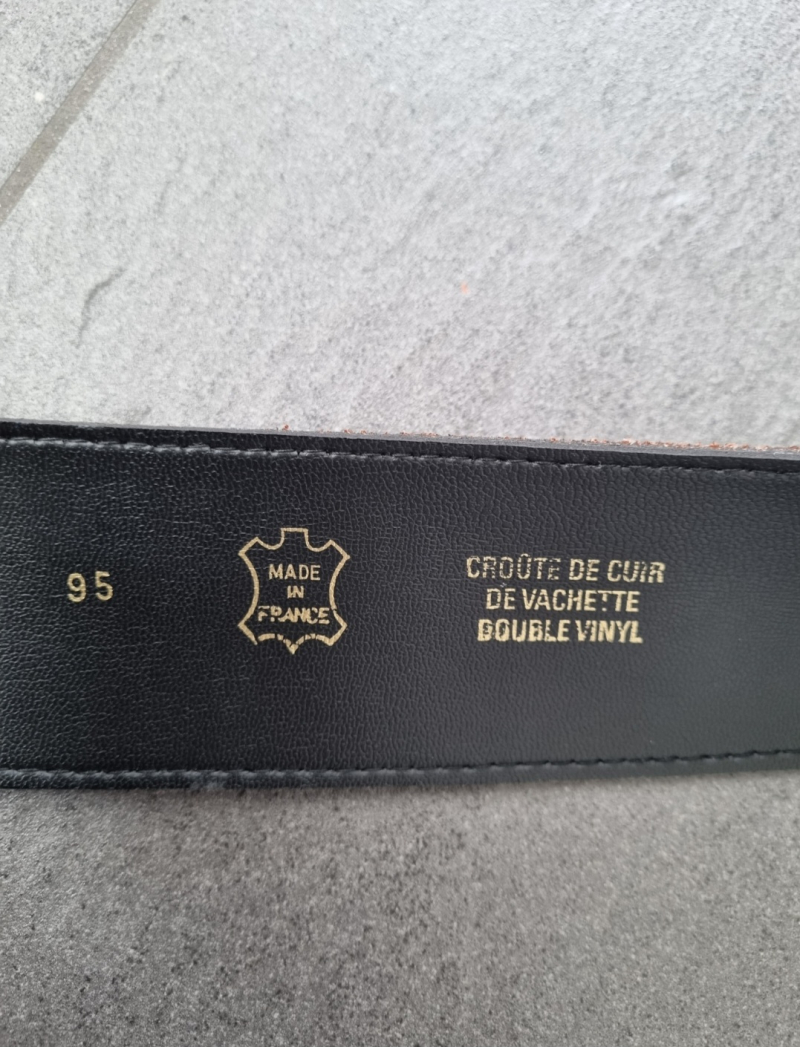 95
MADE
IN
FRANCE
CROÛTE DE CUIR
DE VACHETTE
DOUBLE VINYL